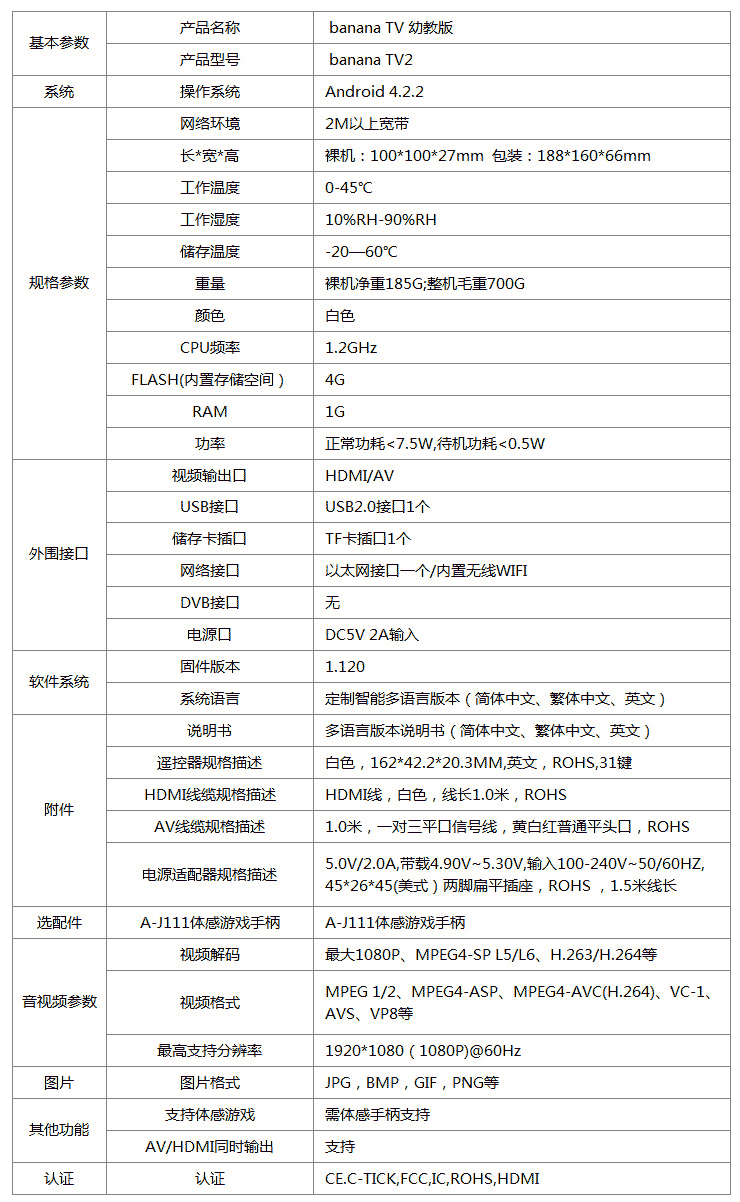 基本参数
产品名称 banana TV 幼教版
产品型号 banana TV2
系统 操作系统 Android 4.2.2
规格参数
网络环境 2M以上宽带
长*宽*高 裸机：100*100*27mm 包装：188*160*66mm
工作温度 0-45℃
工作湿度 10%RH-90%RH
储存温度 -20—60℃
重量 裸机净重185G;整机毛重700G
颜色 白色
CPU频率 1.2GHz
FLASH(内置存储空间） 4G
RAM 1G
功率 正常功耗<7.5W,待机功耗<0.5W
外围接口
视频输出口 HDMI/AV
USB接口 USB2.0接口1个
储存卡插口 TF卡插口1个
网络接口 以太网接口一个/内置无线WIFI
DVB接口 无
电源口 DC5V 2A输入
软件系统
固件版本 1.120
系统语言 定制智能多语言版本（简体中文、繁体中文、英文）
附件
说明书 多语言版本说明书（简体中文、繁体中文、英文）
遥控器规格描述 白色，162*42.2*20.3MM,英文，ROHS,31键
HDMI线缆规格描述 HDMI线，白色，线长1.0米，ROHS
AV线缆规格描述 1.0米，一对三平口信号线，黄白红普通平头口，ROHS
电源适配器规格描述 5.0V/2.0A,带载4.90V~5.30V,输入100-240V~50/60HZ,
45*26*45(美式）两脚扁平插座，ROHS ，1.5米线长
选配件 A-J111体感游戏手柄 A-J111体感游戏手柄
音视频参数
视频解码 最大1080P、MPEG4-SP L5/L6、H.263/H.264等
视频格式 MPEG 1/2、MPEG4-ASP、MPEG4-AVC(H.264)、VC-1、
AVS、VP8等
最高支持分辨率 1920*1080（1080P)@60Hz
图片 图片格式 JPG，BMP，GIF，PNG等
其他功能
支持体感游戏 需体感手柄支持
AV/HDMI同时输出 支持
认证 认证 CE.C-TICK,FCC,IC,ROHS,HDMI